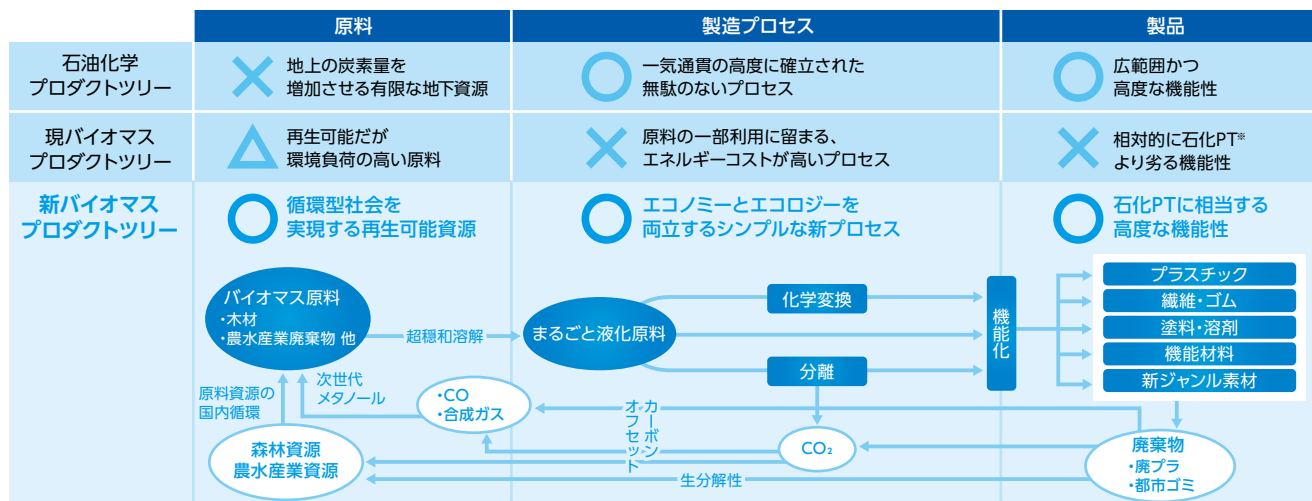 原料
製造プロセス
製品
石油化学
プロダクトツリー
地上の炭素量を
増加させる有限な地下資源
一気通貫の高度に確立された
無駄のないプロセス
広範囲かつ
高度な機能性
現バイオマス
プロダクトツリー
再生可能だが
環境負荷の高い原料
原料の一部利用に留まる、
エネルギーコストが高いプロセス
相対的に石化PT※
より劣る機能性
新バイオマス
プロダクトツリー
循環型社会を
実現する再生可能資源
エコノミーとエコロジーを
両立するシンプルな新プロセス
石化PTに相当する
高度な機能性
バイオマス原料
・木材
・農水産業廃棄物 他
超穏和溶解
まるごと液化原料
化学変換
分離
機能化
プラスチック
繊維・ゴム
塗料・溶剤
機能材料
新ジャンル素材
原料資源の
国内循環
次世代
メタノール
・CO
・合成ガス
カーボン
オフセット
CO₂
森林資源
農水産業資源
生分解性
廃棄物
・廃プラ
・都市ゴミ